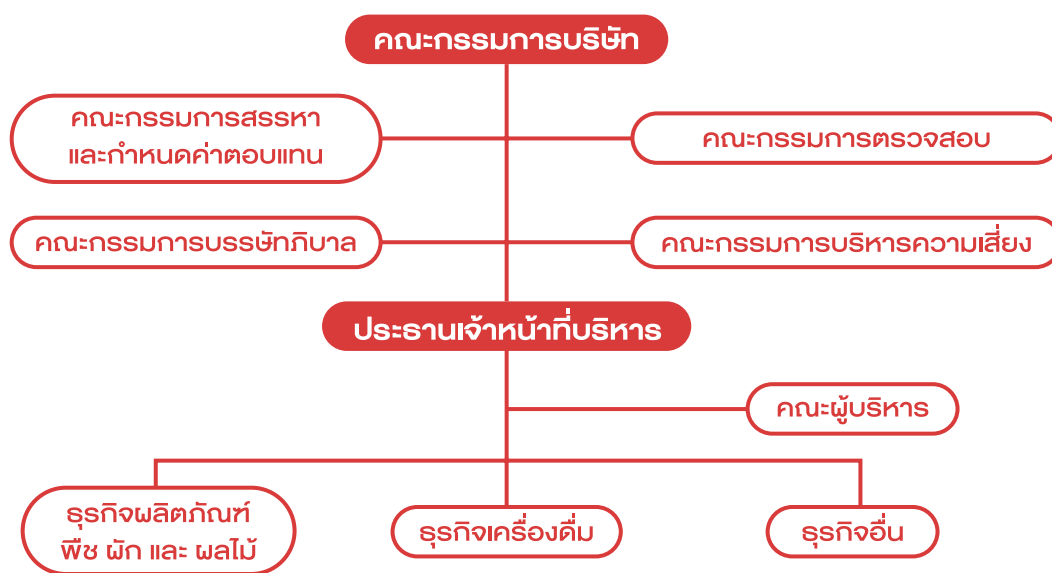 คณะกรรมการบริษัท
คณะกรรมการสรรหา
และกำหนดค่าตอบแทน
คณะกรรมการตรวจสอบ
คณะกรรมการบรรษัทภิบาล
คณะกรรมการบริหารความเสี่ยง
ประธานเจ้าหน้าที่บริหาร
คณะผู้บริหาร
ธุรกิจผลิตภัณฑ์
พืช ผัก และ ผลไม้
ธุรกิจเครื่องดื่ม
ธุรกิจอื่น